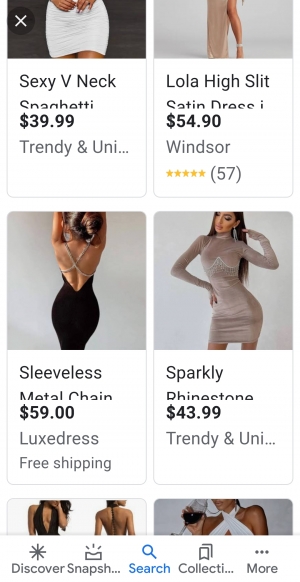 Sexy V Neck
Spaghetti
$39.99
Trendy & Uni...
Lola High Slit
Satin Dress i
$54.90
Windsor
(57)
Sleeveless
Metal Chain
$59.00
Luxedress
Free shipping
Sparkly
Rhinestone
$43.99
Trendy & Uni...
Discover
Snapsh...
Search
Collecti...
More